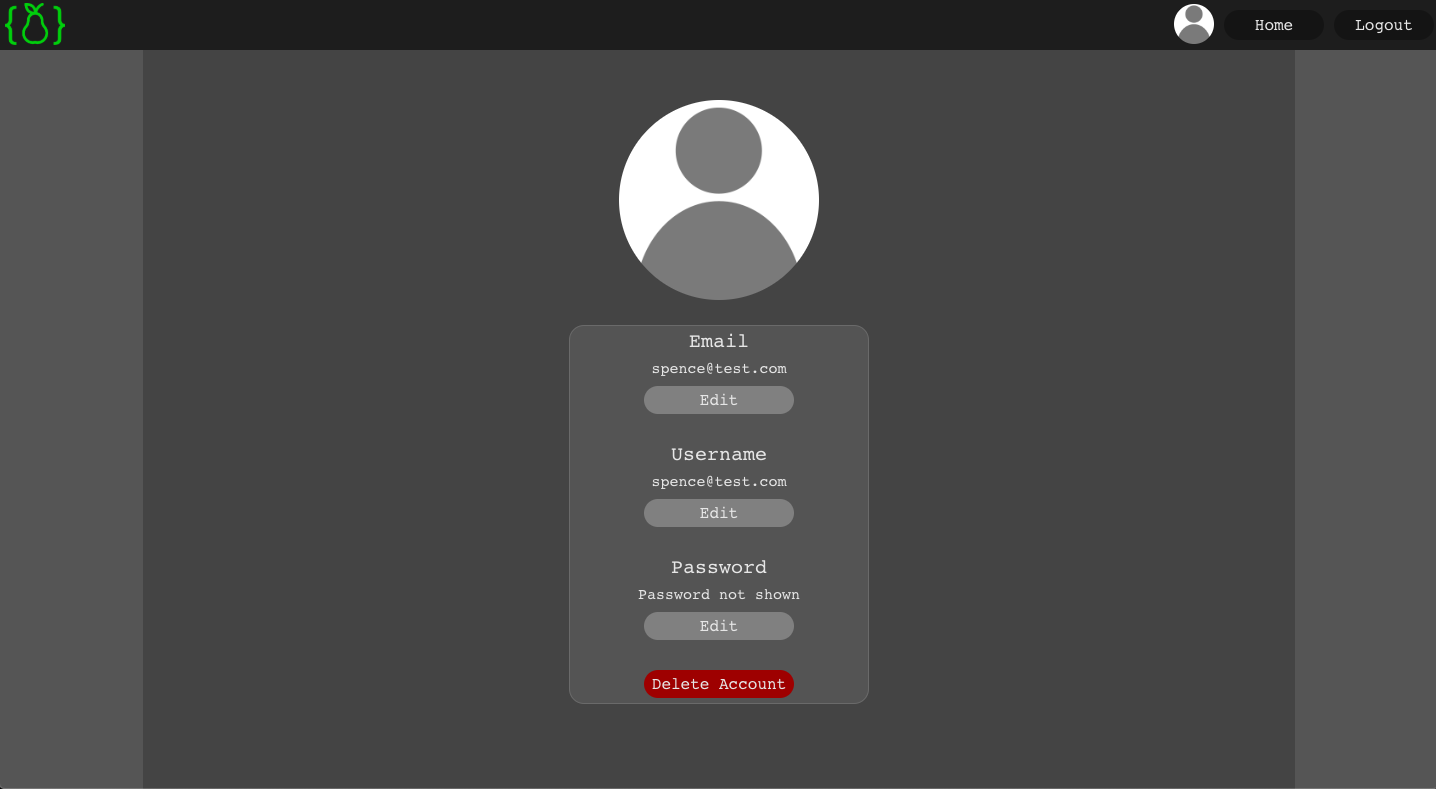 Home
Logout
Email
spence@test.com
Edit
Username
spence@test.com
Edit
Password
Password not shown
Edit
Delete Account